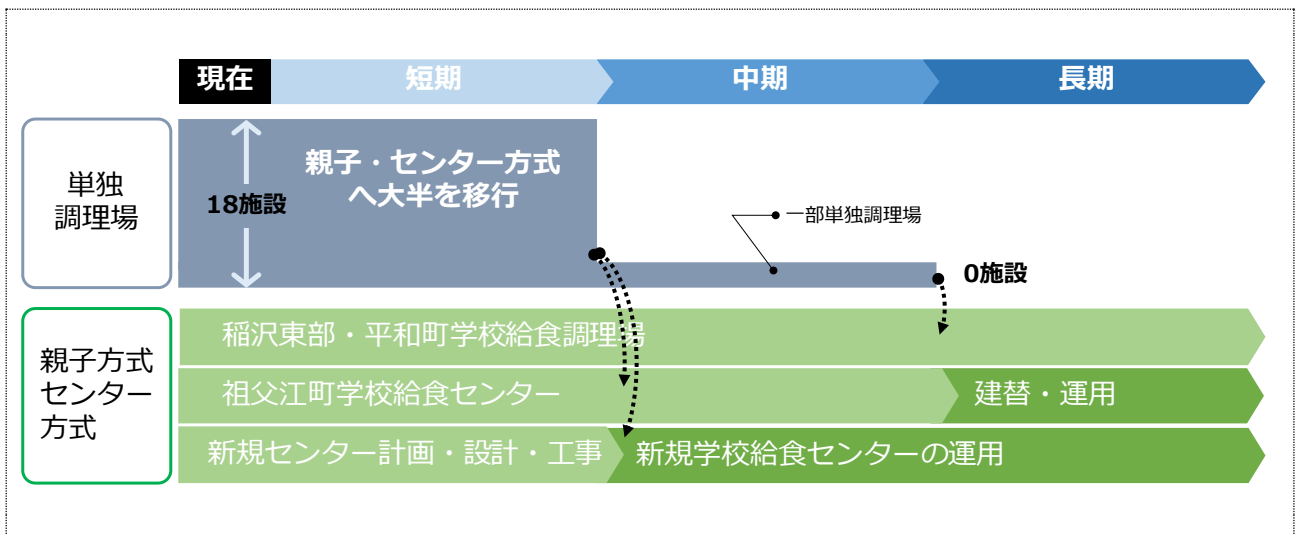 現在
短期
中期
長期
単独
調理場
18施設
親子・センター方式
へ大半を移行
一部単独調理場
0施設
親子方式
センター
方式
稲沢東部・平和町学校給食調理場
祖父江町学校給食センター
建替・運用
新規センター計画・設計・工事
新規学校給食センターの運用